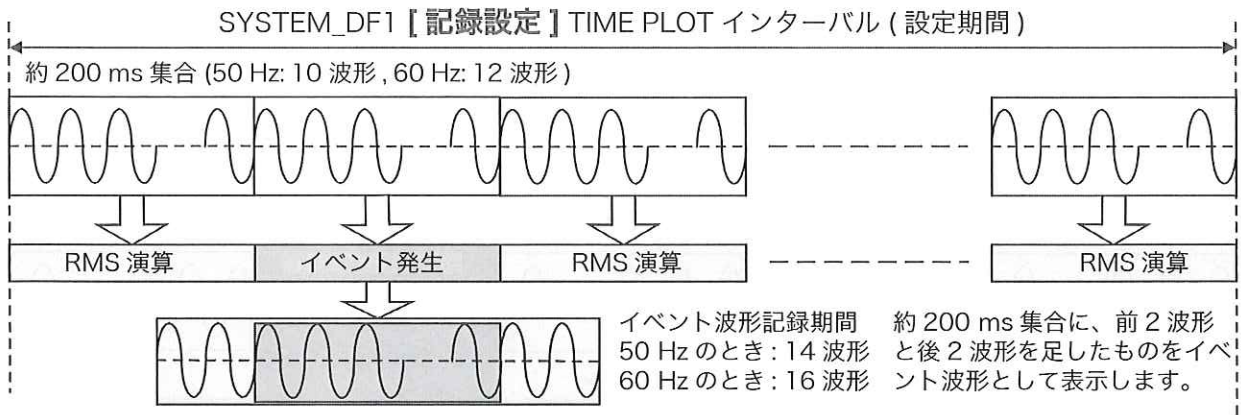 SYSTEM_DF1 [ 記録設定 ] TIME PLOT インターバル ( 設定期間 )
約 200 ms 集合 (50 Hz: 10 波形 , 60 Hz: 12 波形 )
RMS 演算
イベント発生
RMS 演算
RMS 演算
イベント波形記録期間
50 Hz のとき : 14 波形
60 Hz のとき : 16 波形
約 200 ms 集合に、前 2 波形
と後 2 波形を足したものをイベ
ント波形として表示します。